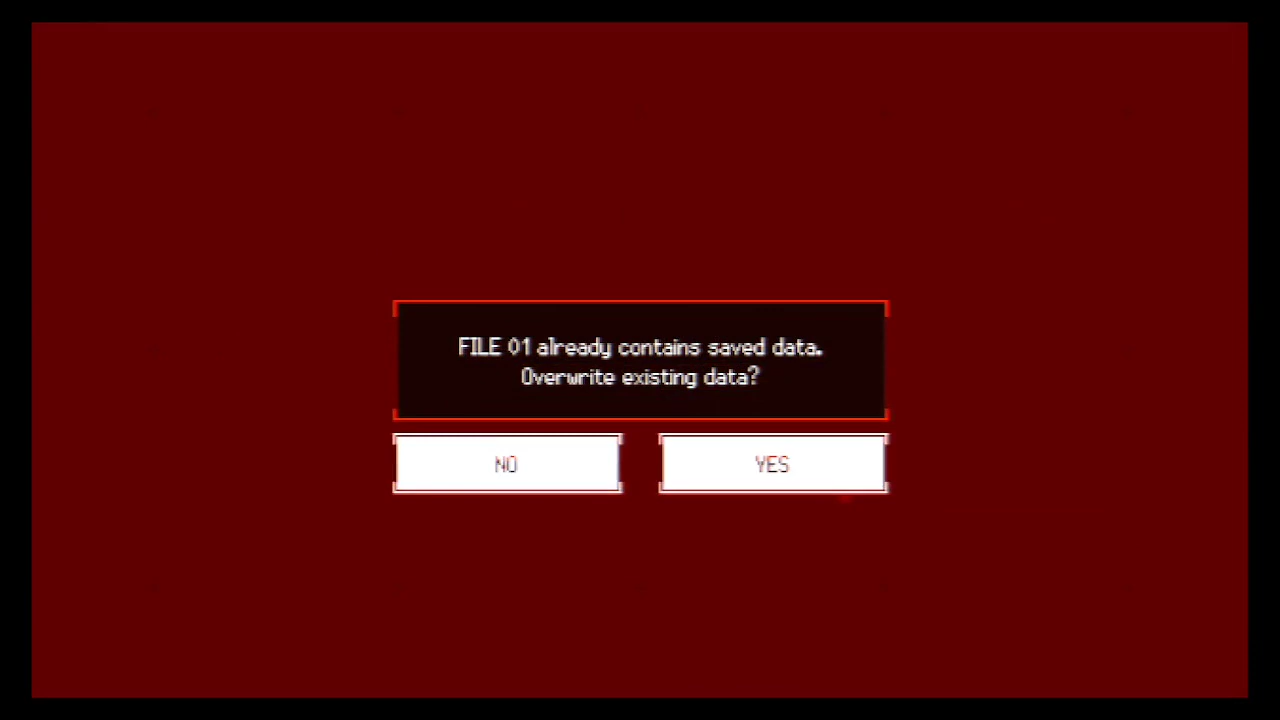 FILE 01 already contains saved data.
Overwrite existing data?
NO
YES